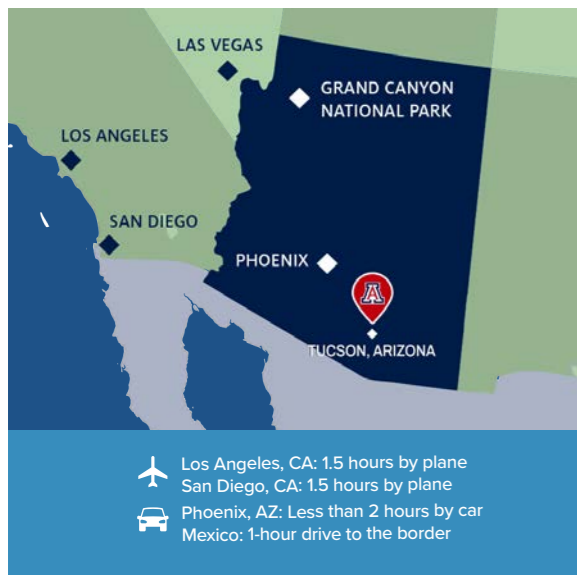 LAS VEGAS
GRAND CANYON
NATIONAL PARK
LOS ANGELES
SAN DIEGO
PHOENIX
A
TUCSON, ARIZONA
Los Angeles, CA: 1.5 hours by plane
San Diego, CA: 1.5 hours by plane
Phoenix, AZ: Less than 2 hours by car
Mexico: 1-hour drive to the border